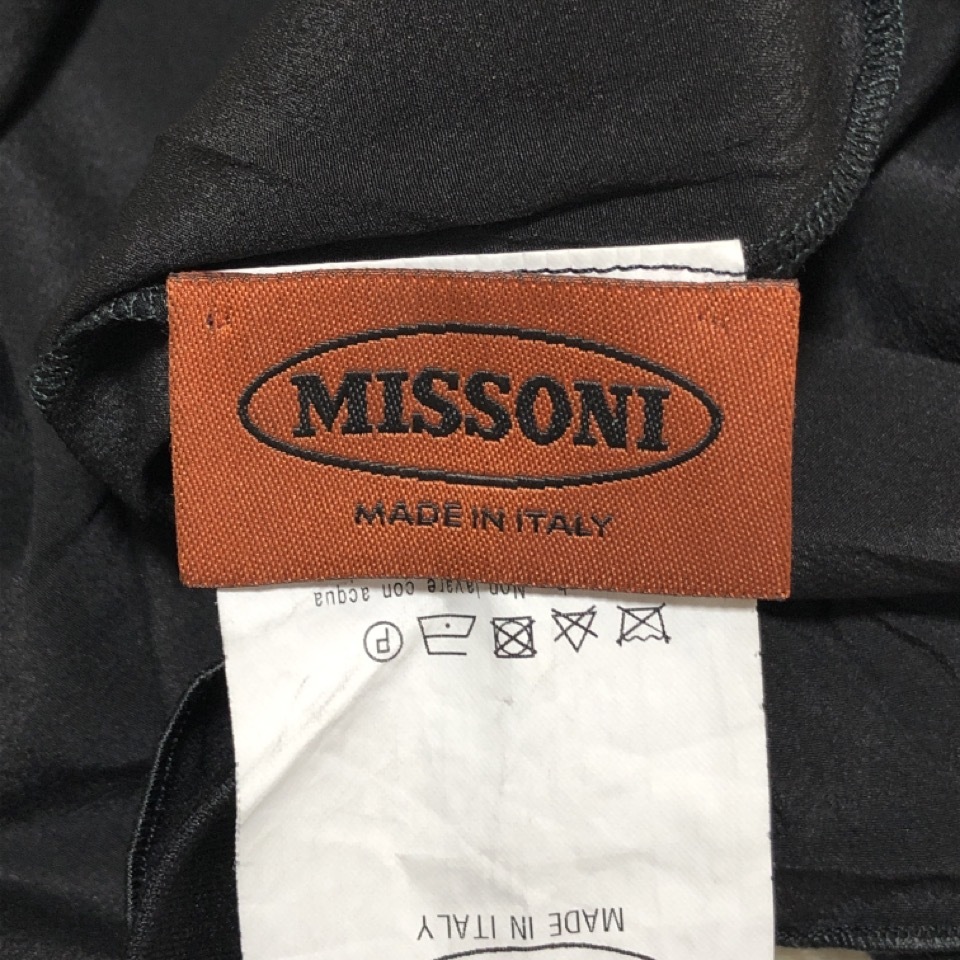 MISSONI
MADE IN ITALY
Non lavare con acqua
P
MADE IN ITALY